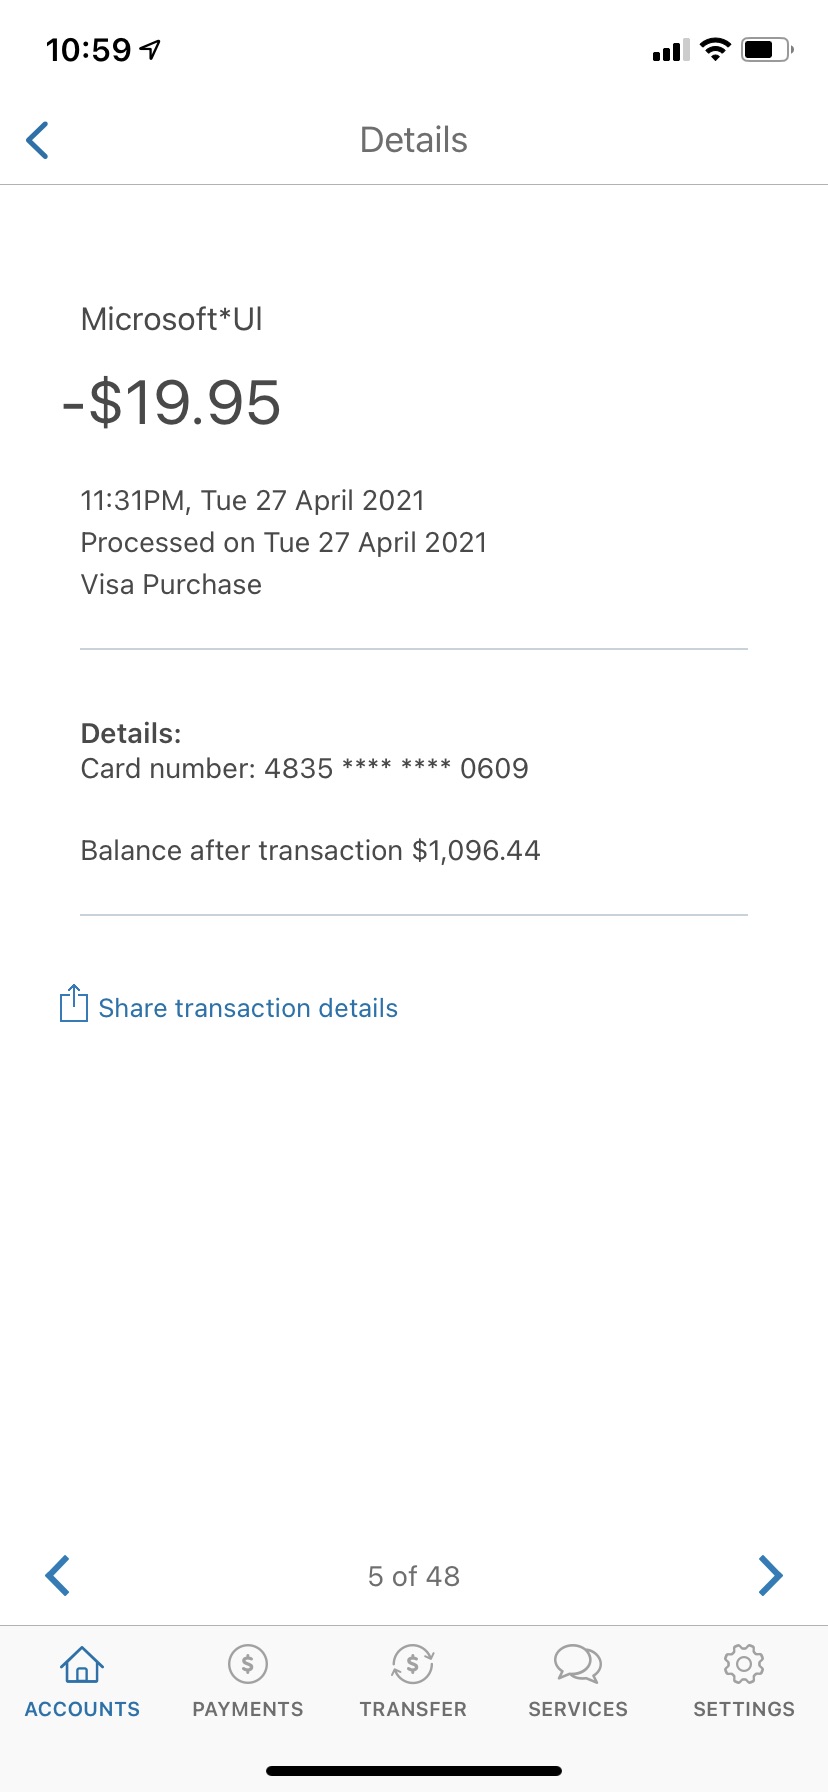 10:59
Details
Microsoft*Ul
-$19.95
11:31PM, Tue 27 April 2021
Processed on Tue 27 April 2021
Visa Purchase
Details:
Card number: 4835 **** **** 0609
Balance after transaction $1,096.44
Share transaction details
5 of 48
ACCOUNTS PAYMENTS TRANSFER SERVICES SETTINGS